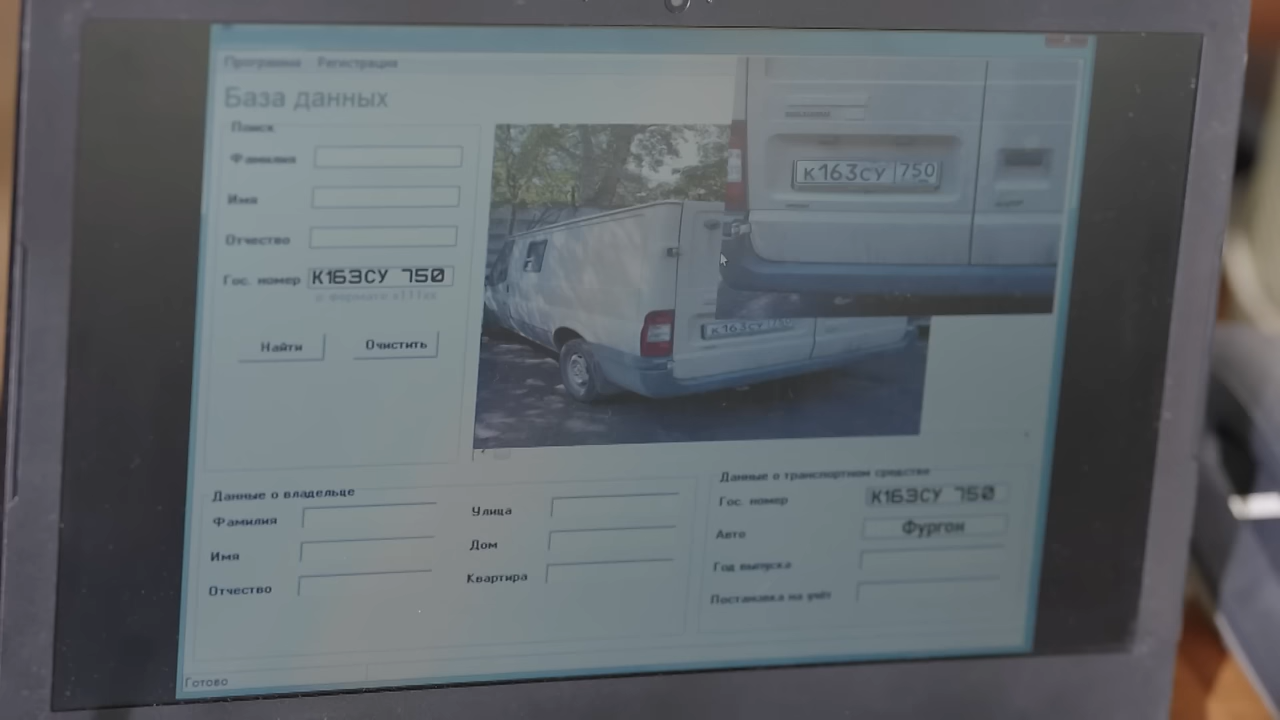 Программа Регистрация
База данных
Поиск
Фамилия
Имя
Отчество
Гос. номер К163СУ 750
Найти Очистить
к163су 750
к163су
Данные о владельце
Фамилия
Имя
Отчество
Улица
Дом
Квартира
Данные о транспортном средстве
Гос. номер К163СУ 750
Авто Фургон
Год выпуска
Постановка на учёт
Готово